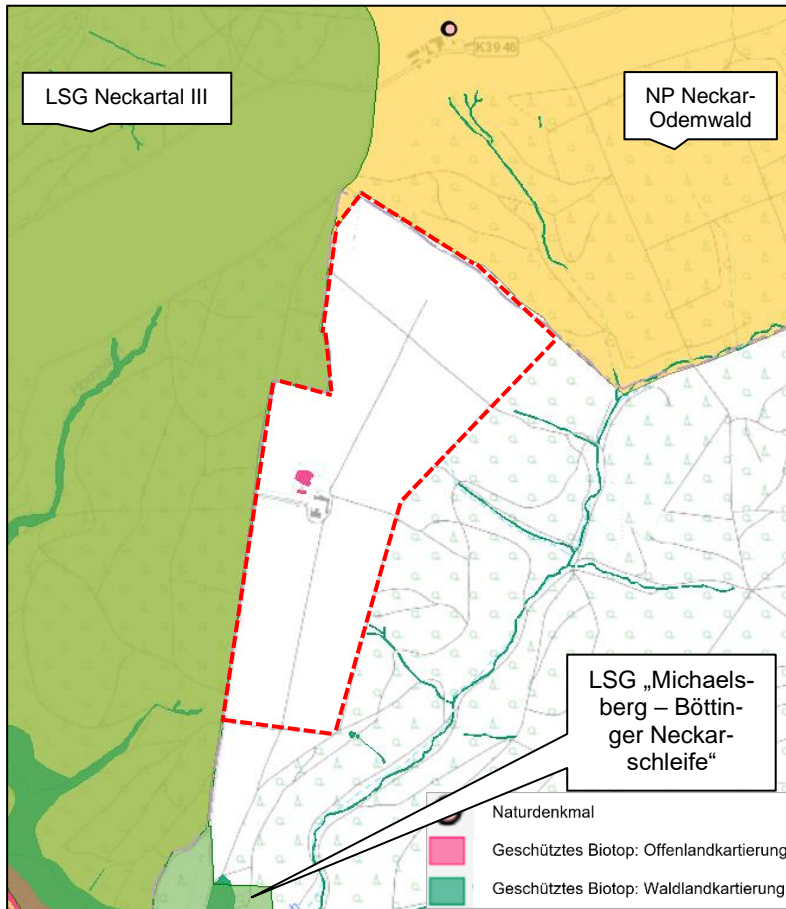 K3946
LSG Neckartal III
NP Neckar-
Odemwald
LSG „Michaels-
berg – Böttin-
ger Neckar-
schleife“
Naturdenkmal
Geschütztes Biotop: Offenlandkartierung
Geschütztes Biotop: Waldlandkartierung